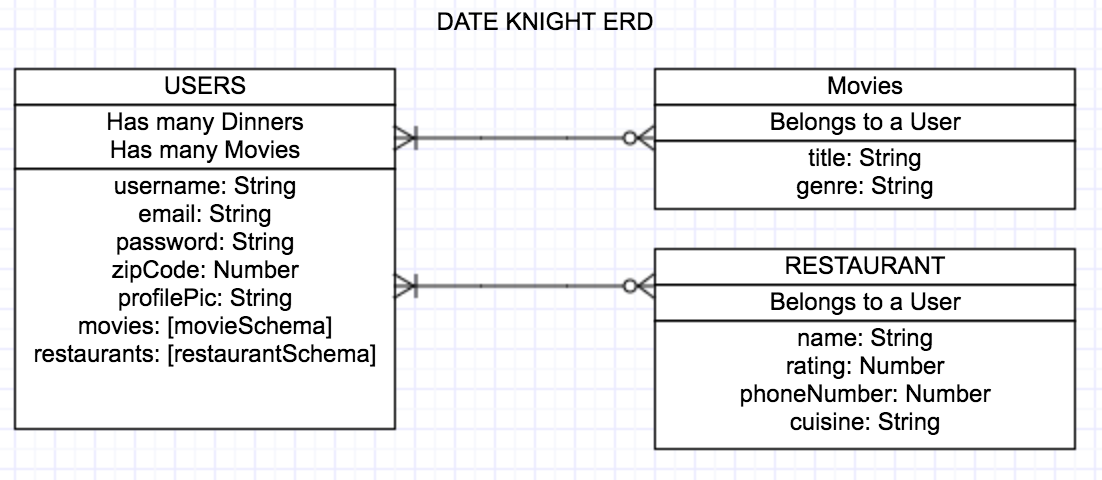 DATE KNIGHT ERD
USERS
Has many Dinners
Has many Movies
username: String
email: String
password: String
zipCode: Number
profilePic: String
movies: [movieSchema]
restaurants: [restaurantSchema]
Movies
Belongs to a User
title: String
genre: String
RESTAURANT
Belongs to a User
name: String
rating: Number
phoneNumber: Number
cuisine: String